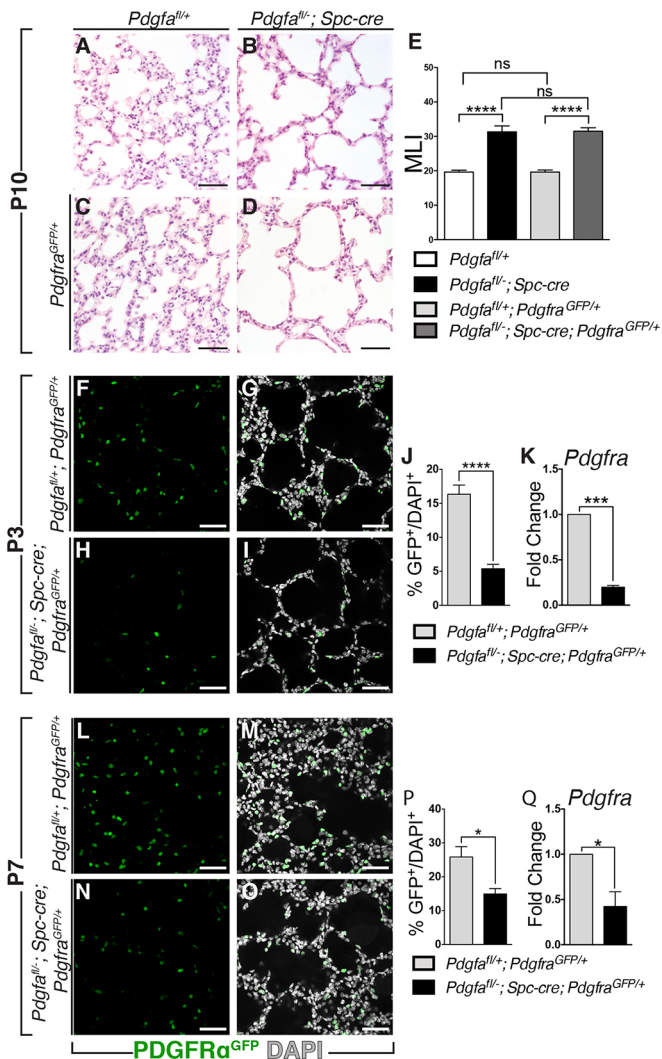 Pdgfa^fl/+ Pdgfa^fl/-; Spc-cre
A B
P10
Pdgfra^GFP/+
C D
E
ns
ns
**** ****
50
40
30
20
10
0
MLI
Pdgfa^fl/+
Pdgfa^fl/-; Spc-cre
Pdgfa^fl/+; Pdgfra^GFP/+
Pdgfa^fl/-; Spc-cre; Pdgfra^GFP/+
P3
Pdgfa^fl/+; Pdgfra^GFP/+
F G
Pdgfa^fl/-; Spc-cre;
Pdgfra^GFP/+
H I
J
****
20
15
10
5
0
% GFP⁺/DAPI⁺
K Pdgfra
***
1.5
1.0
0.5
0.0
Fold Change
Pdgfa^fl/+; Pdgfra^GFP/+
Pdgfa^fl/-; Spc-cre; Pdgfra^GFP/+
P7
Pdgfa^fl/+; Pdgfra^GFP/+
L M
Pdgfa^fl/-; Spc-cre;
Pdgfra^GFP/+
N O
P
*
40
30
20
10
0
% GFP⁺/DAPI⁺
Q Pdgfra
*
1.5
1.0
0.5
0.0
Fold Change
Pdgfa^fl/+; Pdgfra^GFP/+
Pdgfa^fl/-; Spc-cre; Pdgfra^GFP/+
PDGFRα^GFP DAPI